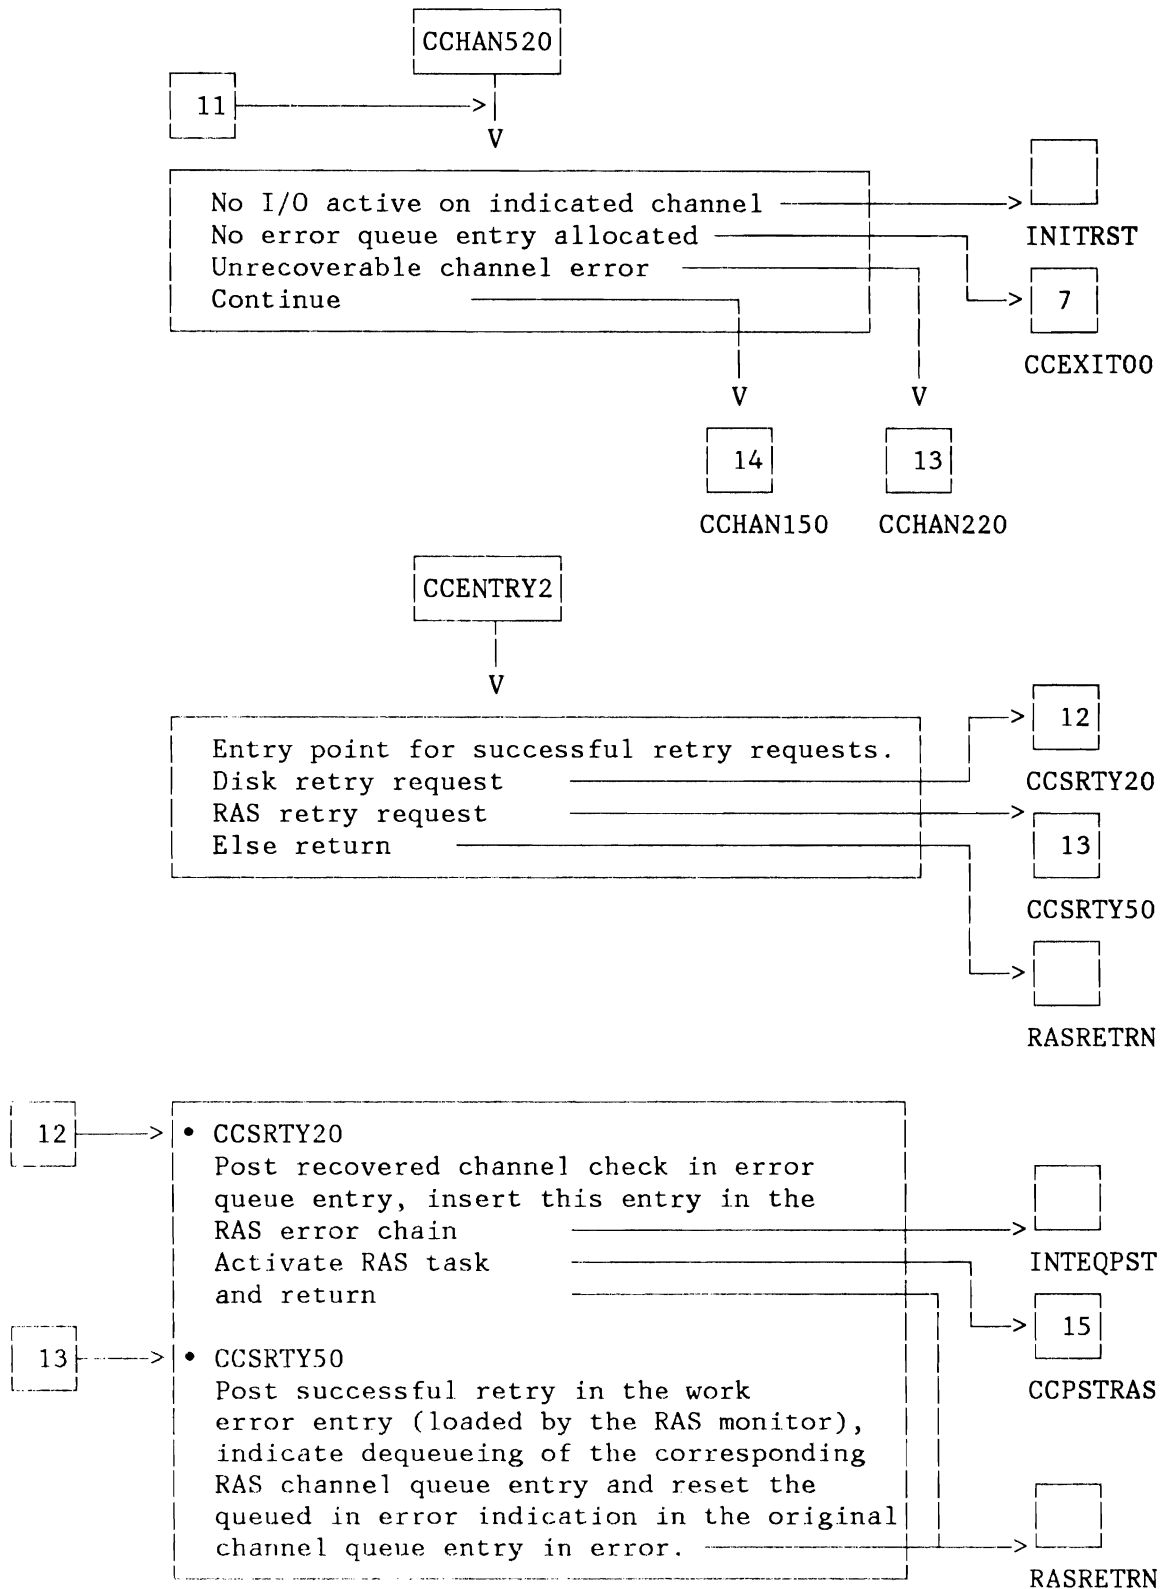 CCHAN520
11
No I/O active on indicated channel
INITRST
No error queue entry allocated
Unrecoverable channel error
Continue
7
CCEXIT00
14
13
CCHAN150
CCHAN220
CCENTRY2
Entry point for successful retry requests.
12
Disk retry request
CCSRTY20
RAS retry request
Else return
13
CCSRTY50
RASRETRN
12
• CCSRTY20
Post recovered channel check in error
queue entry, insert this entry in the
RAS error chain
INTEQPST
Activate RAS task
and return
15
CCPSTRAS
13
• CCSRTY50
Post successful retry in the work
error entry (loaded by the RAS monitor),
indicate dequeueing of the corresponding
RAS channel queue entry and reset the
queued in error indication in the original
channel queue entry in error.
RASRETRN